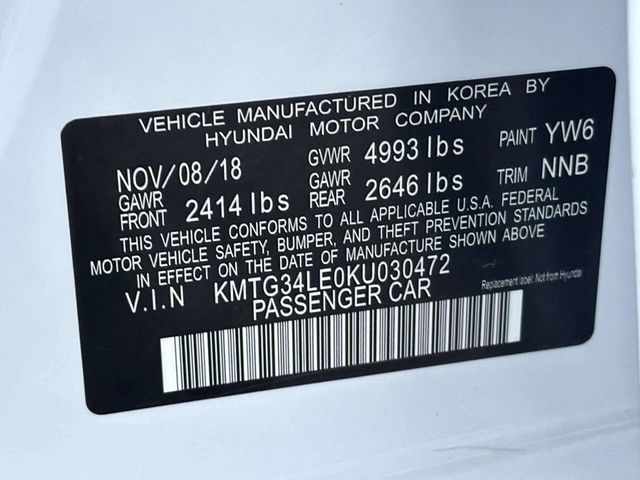 VEHICLE MANUFACTURED IN KOREA BY
HYUNDAI MOTOR COMPANY
NOV/08/18 GVWR 4993 lbs PAINT YW6
GAWR FRONT 2414 lbs GAWR REAR 2646 lbs TRIM NNB
THIS VEHICLE CONFORMS TO ALL APPLICABLE U.S.A. FEDERAL
MOTOR VEHICLE SAFETY, BUMPER, AND THEFT PREVENTION STANDARDS
IN EFFECT ON THE DATE OF MANUFACTURE SHOWN ABOVE
V.I.N KMTG34LE0KU030472 Replacement label: Not from Hyundai
PASSENGER CAR